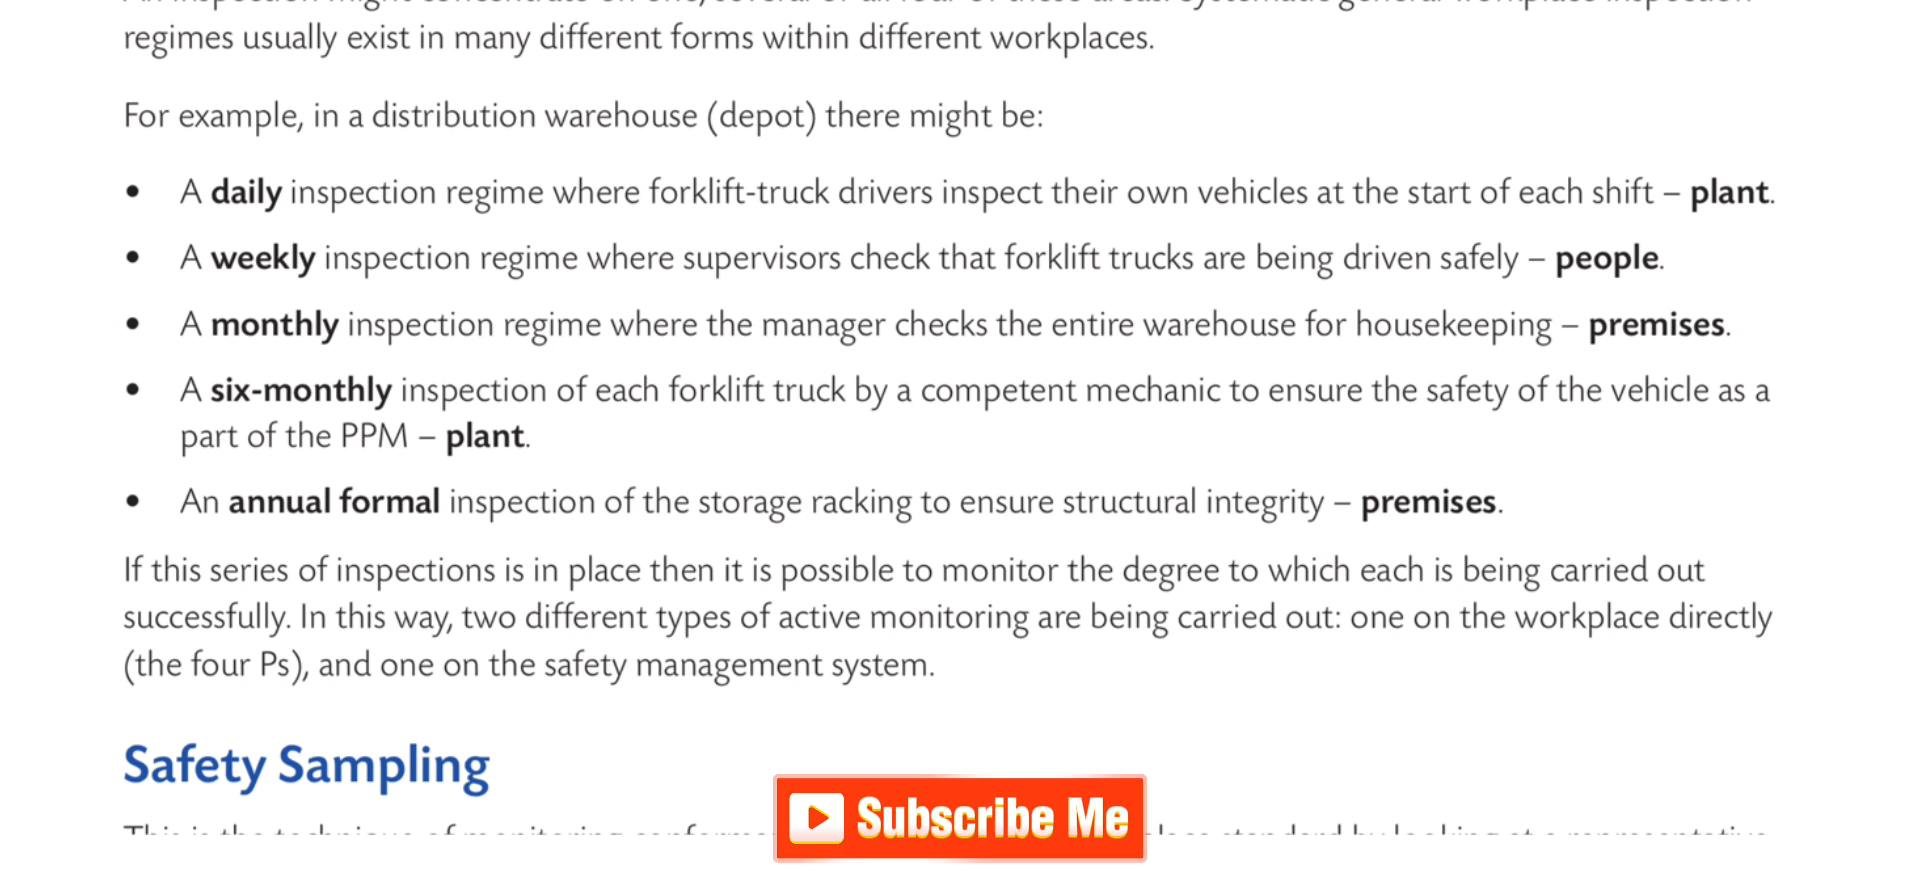 regimes usually exist in many different forms within different workplaces.
For example, in a distribution warehouse (depot) there might be:
• A daily inspection regime where forklift-truck drivers inspect their own vehicles at the start of each shift – plant.
• A weekly inspection regime where supervisors check that forklift trucks are being driven safely – people.
• A monthly inspection regime where the manager checks the entire warehouse for housekeeping – premises.
• A six-monthly inspection of each forklift truck by a competent mechanic to ensure the safety of the vehicle as a
part of the PPM – plant.
• An annual formal inspection of the storage racking to ensure structural integrity – premises.
If this series of inspections is in place then it is possible to monitor the degree to which each is being carried out
successfully. In this way, two different types of active monitoring are being carried out: one on the workplace directly
(the four Ps), and one on the safety management system.
Safety Sampling
Subscribe Me